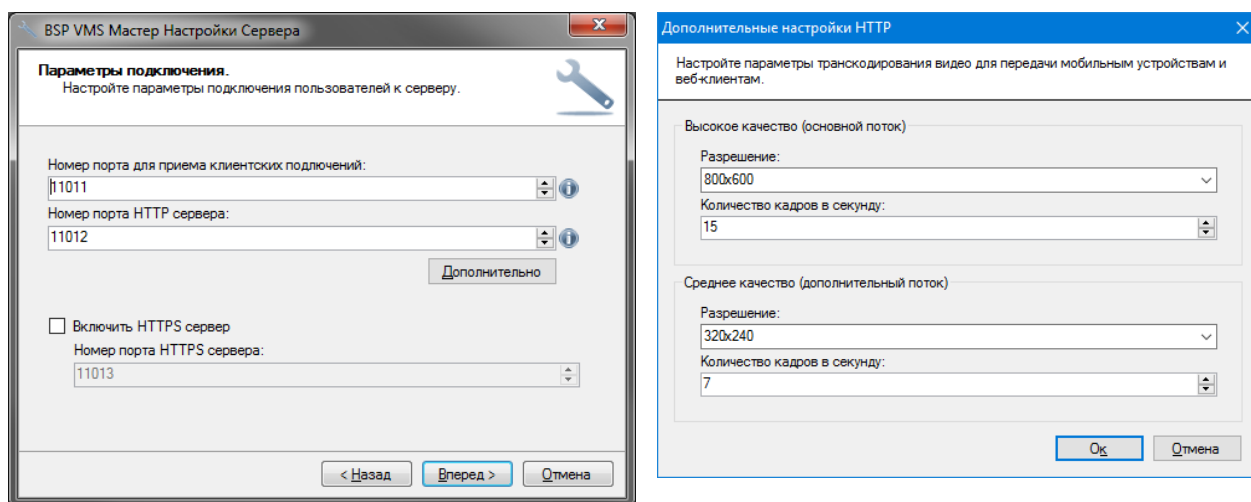 BSP VMS Мастер Настройки Сервера
Параметры подключения.
Настройте параметры подключения пользователей к серверу.
Номер порта для приема клиентских подлючений:
11011
Номер порта HTTP сервера:
11012
Дополнительно
Включить HTTPS сервер
Номер порта HTTPS сервера:
11013
< Назад
Вперед >
Отмена
Дополнительные настройки HTTP
Настройте параметры транскодирования видео для передачи мобильным устройствам и
веб-клиентам.
Высокое качество (основной поток)
Разрешение:
800x600
Количество кадров в секунду:
15
Среднее качество (дополнительный поток)
Разрешение:
320x240
Количество кадров в секунду:
7
Ок
Отмена